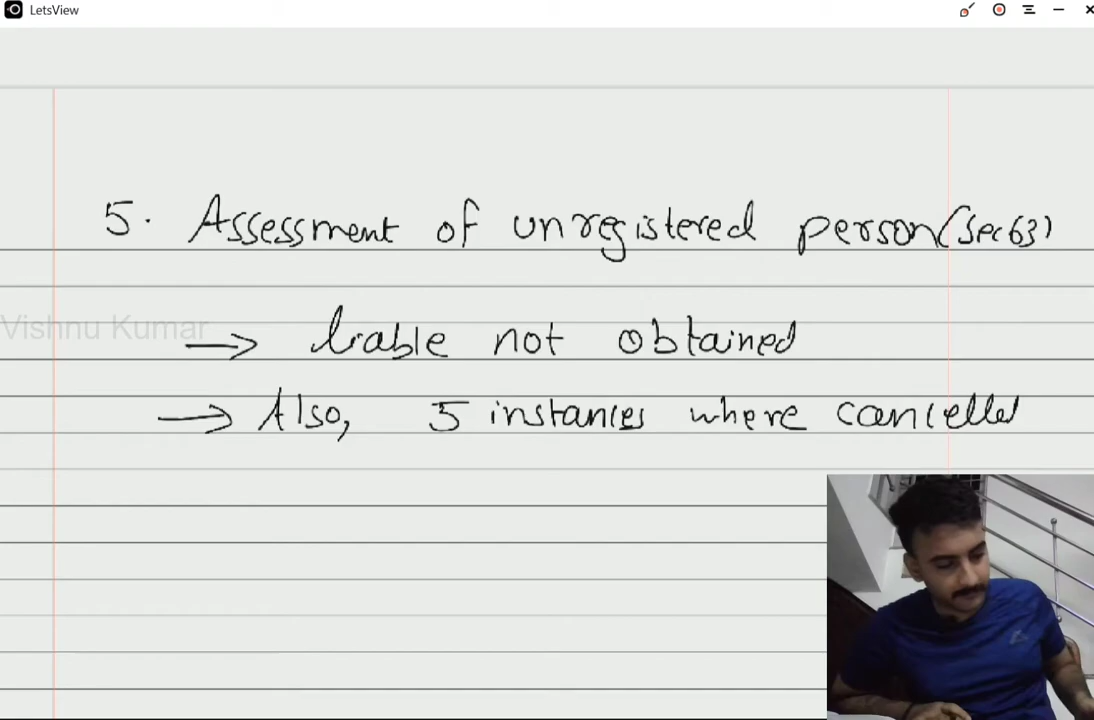 LetsView
5. Assessment of unregistered person (Sec 63)
Vishnu Kumar
→ liable not obtained
→ Also, 5 instances where cancelled